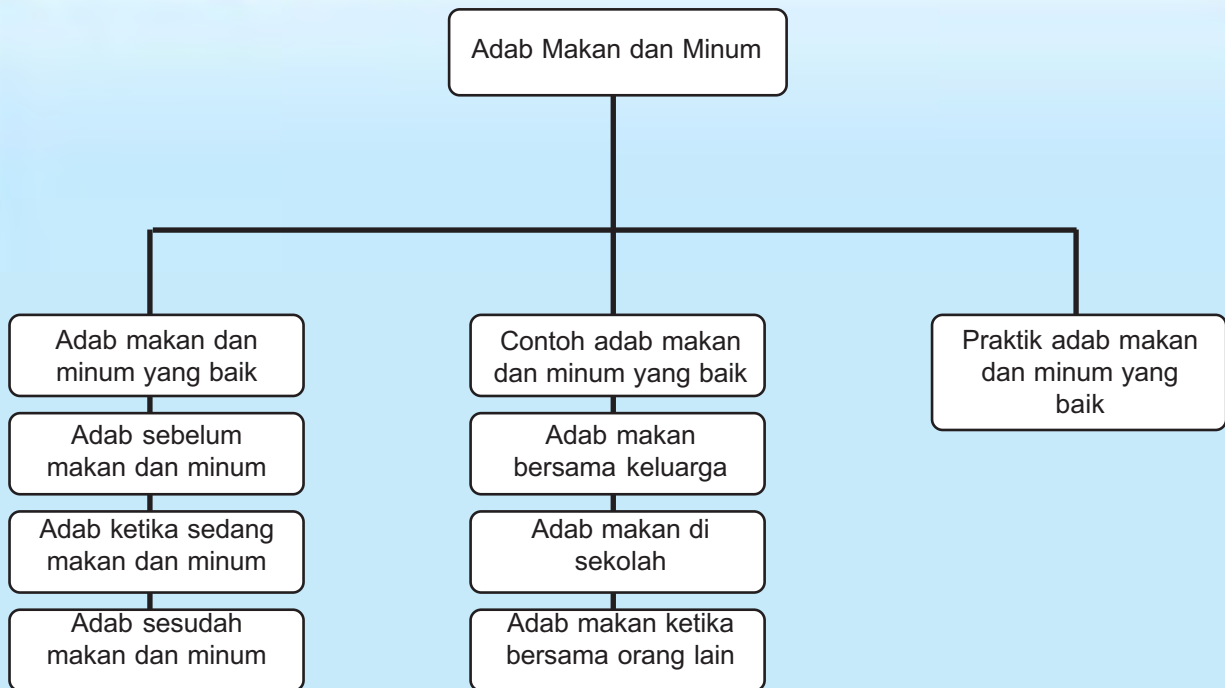 Adab Makan dan Minum
Adab makan dan
minum yang baik
Adab sebelum
makan dan minum
Adab ketika sedang
makan dan minum
Adab sesudah
makan dan minum
Contoh adab makan
dan minum yang baik
Adab makan
bersama keluarga
Adab makan di
sekolah
Adab makan ketika
bersama orang lain
Praktik adab makan
dan minum yang
baik